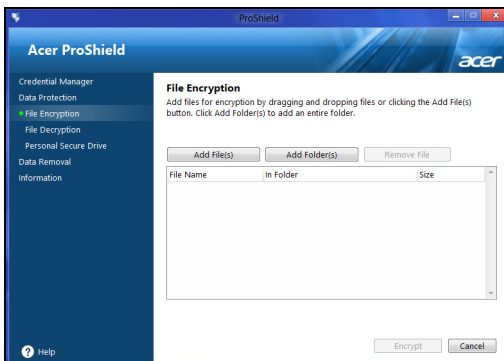 ProShield
Acer ProShield
acer
Credential Manager
Data Protection
File Encryption
File Decryption
Personal Secure Drive
Data Removal
Information
Help
File Encryption
Add files for encryption by dragging and dropping files or clicking the Add File(s)
button. Click Add Folder(s) to add an entire folder.
Add File(s) Add Folder(s) Remove File
File Name In Folder Size
Encrypt Cancel